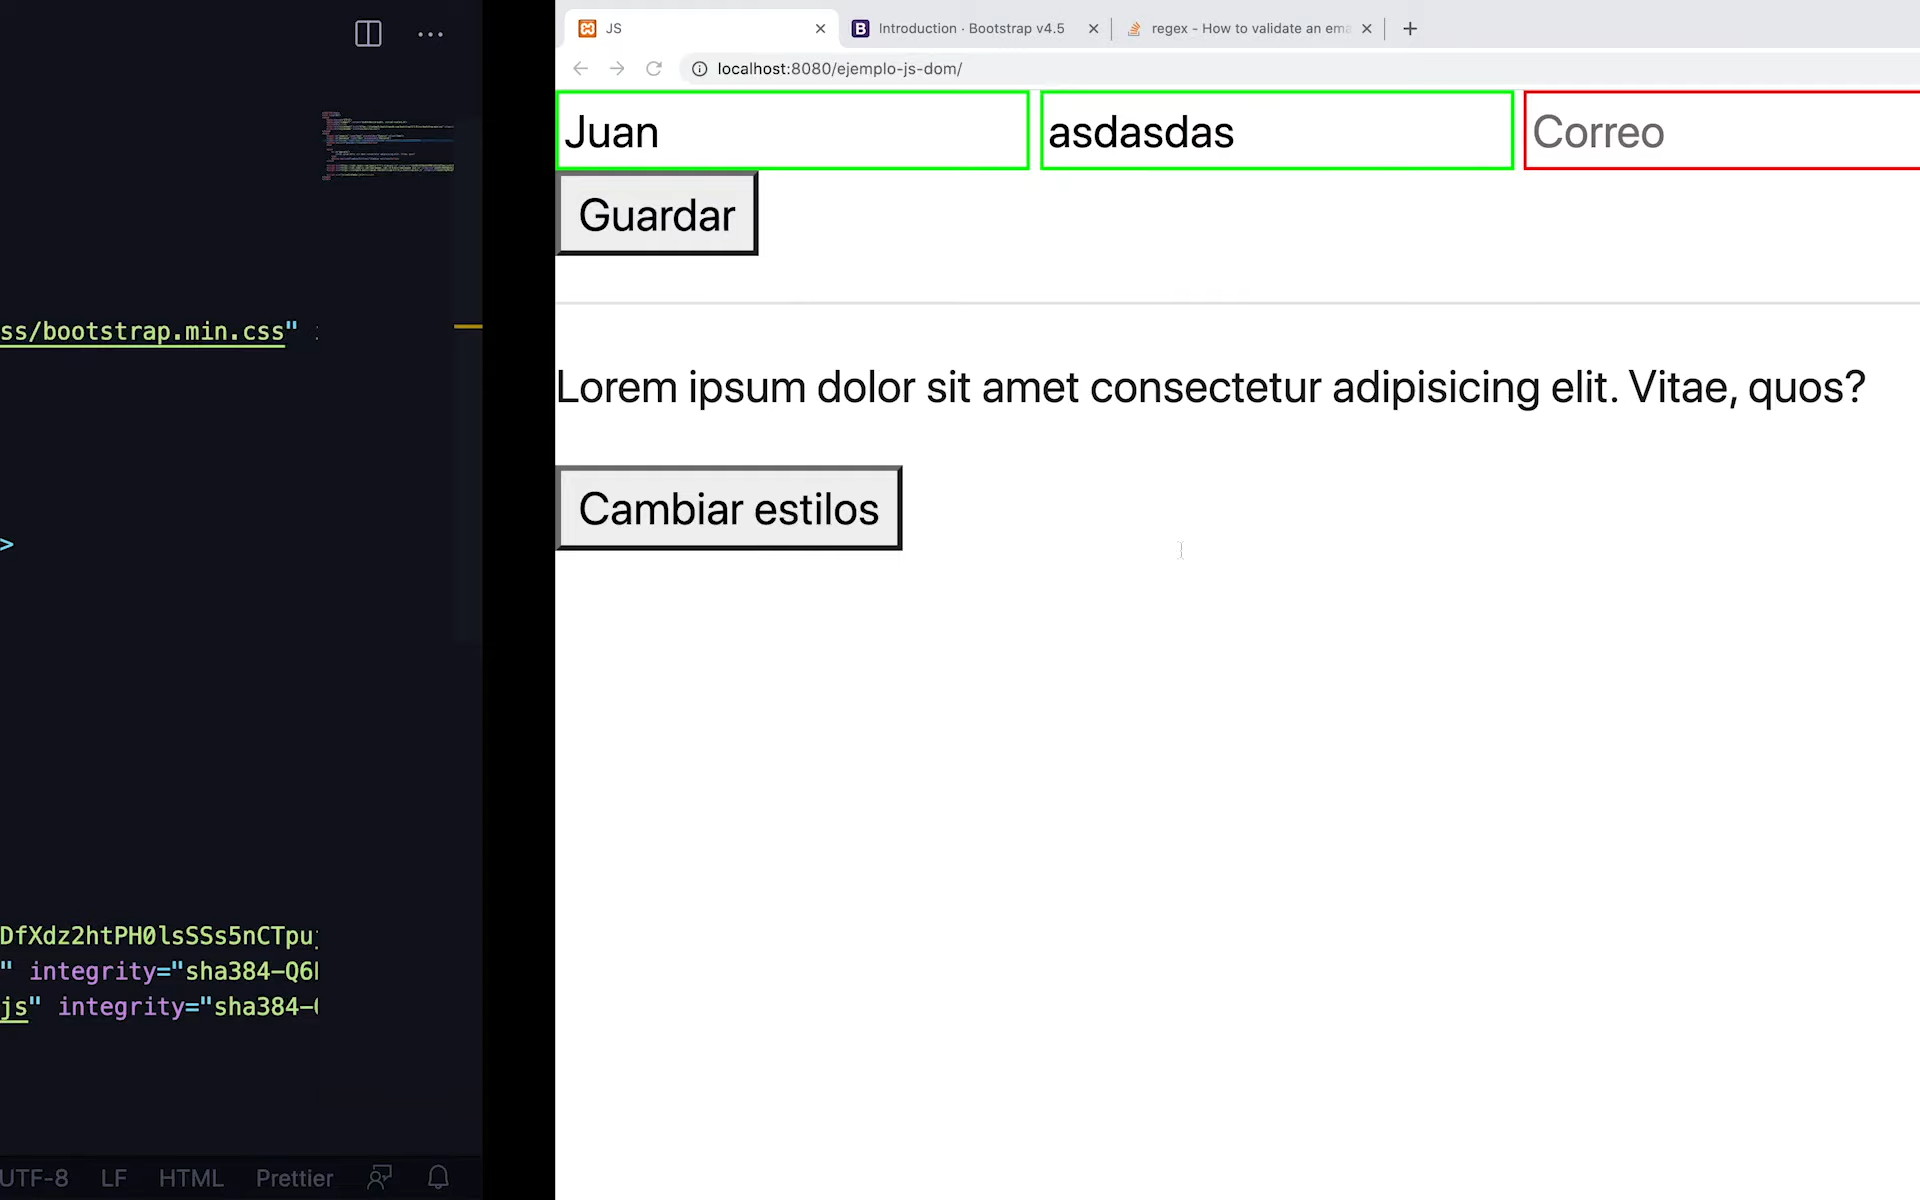 JS
Introduction · Bootstrap v4.5
regex - How to validate an ema
localhost:8080/ejemplo-js-dom/
Juan
asdasdas
Correo
Guardar
Lorem ipsum dolor sit amet consectetur adipisicing elit. Vitae, quos?
Cambiar estilos
ss/bootstrap.min.css"
>
DfXdz2htPH0lsSSs5nCTpu
" integrity="sha384-Q6
js" integrity="sha384-
UTF-8 LF HTML Prettier